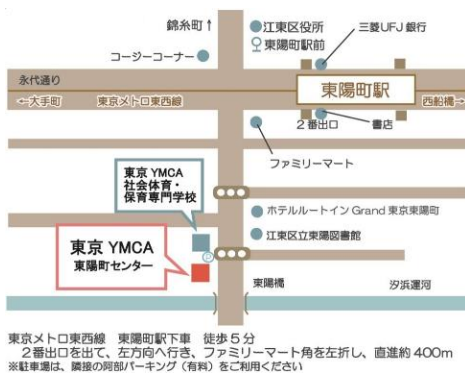 錦糸町↑
江東区役所
東陽町駅前
三菱UFJ銀行
コージーコーナー
永代通り
←大手町
東京メトロ東西線
東陽町駅
西船橋→
2番出口
書店
ファミリーマート
東京 YMCA
社会体育・
保育専門学校
ホテルルートイン Grand 東京東陽町
江東区立東陽図書館
東京 YMCA
東陽町センター
東陽橋
汐浜運河
東京メトロ東西線　東陽町駅下車　徒歩5分
2番出口を出て、左方向へ行き、ファミリーマート角を左折し、直進約400m
※駐車場は、隣接の阿部パーキング（有料）をご利用ください